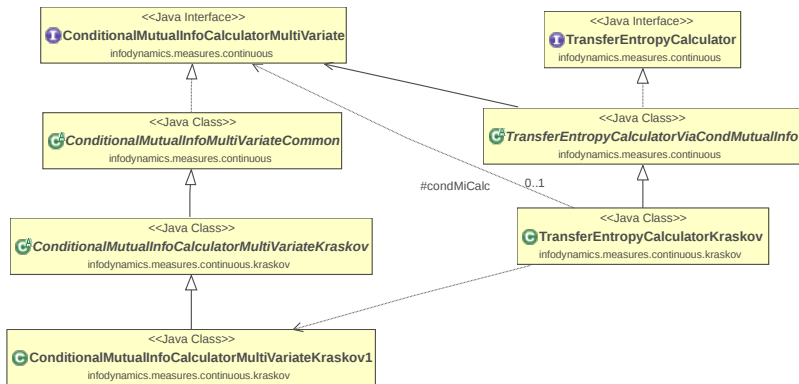 <<Java Interface>>
ConditionalMutualInfoCalculatorMultiVariate
infodynamics.measures.continuous
<<Java Interface>>
TransferEntropyCalculator
infodynamics.measures.continuous
<<Java Class>>
ConditionalMutualInfoMultiVariateCommon
infodynamics.measures.continuous
<<Java Class>>
TransferEntropyCalculatorViaCondMutualInfo
infodynamics.measures.continuous
#condMiCalc
0..1
<<Java Class>>
ConditionalMutualInfoCalculatorMultiVariateKraskov
infodynamics.measures.continuous.kraskov
<<Java Class>>
TransferEntropyCalculatorKraskov
infodynamics.measures.continuous.kraskov
<<Java Class>>
ConditionalMutualInfoCalculatorMultiVariateKraskov1
infodynamics.measures.continuous.kraskov